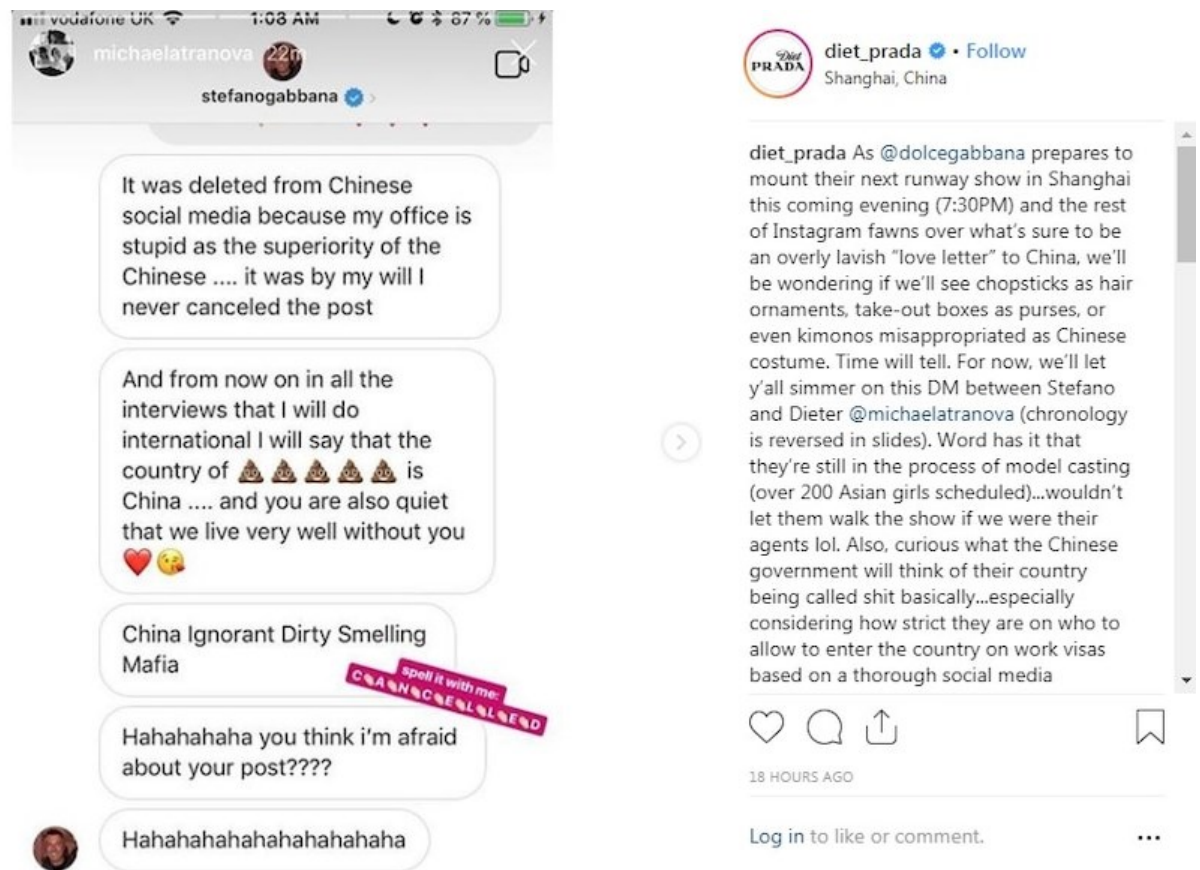 vodafone UK 1:08 AM 87 %
michaelatranova 22m
stefanogabbana
It was deleted from Chinese
social media because my office is
stupid as the superiority of the
Chinese .... it was by my will I
never canceled the post
And from now on in all the
interviews that I will do
international I will say that the
country of 💩 💩 💩 💩 💩 is
China .... and you are also quiet
that we live very well without you
❤️😘
China Ignorant Dirty Smelling
Mafia
spell it with me:
C A N C E L L E D
Hahahahaha you think i'm afraid
about your post????
Hahahahahahahahahahaha
Diet
PRADA
diet_prada • Follow
Shanghai, China
diet_prada As @dolcegabbana prepares to
mount their next runway show in Shanghai
this coming evening (7:30PM) and the rest
of Instagram fawns over what's sure to be
an overly lavish "love letter" to China, we'll
be wondering if we'll see chopsticks as hair
ornaments, take-out boxes as purses, or
even kimonos misappropriated as Chinese
costume. Time will tell. For now, we'll let
y'all simmer on this DM between Stefano
and Dieter @michaelatranova (chronology
is reversed in slides). Word has it that
they're still in the process of model casting
(over 200 Asian girls scheduled)...wouldn't
let them walk the show if we were their
agents lol. Also, curious what the Chinese
government will think of their country
being called shit basically...especially
considering how strict they are on who to
allow to enter the country on work visas
based on a thorough social media
18 HOURS AGO
Log in to like or comment.